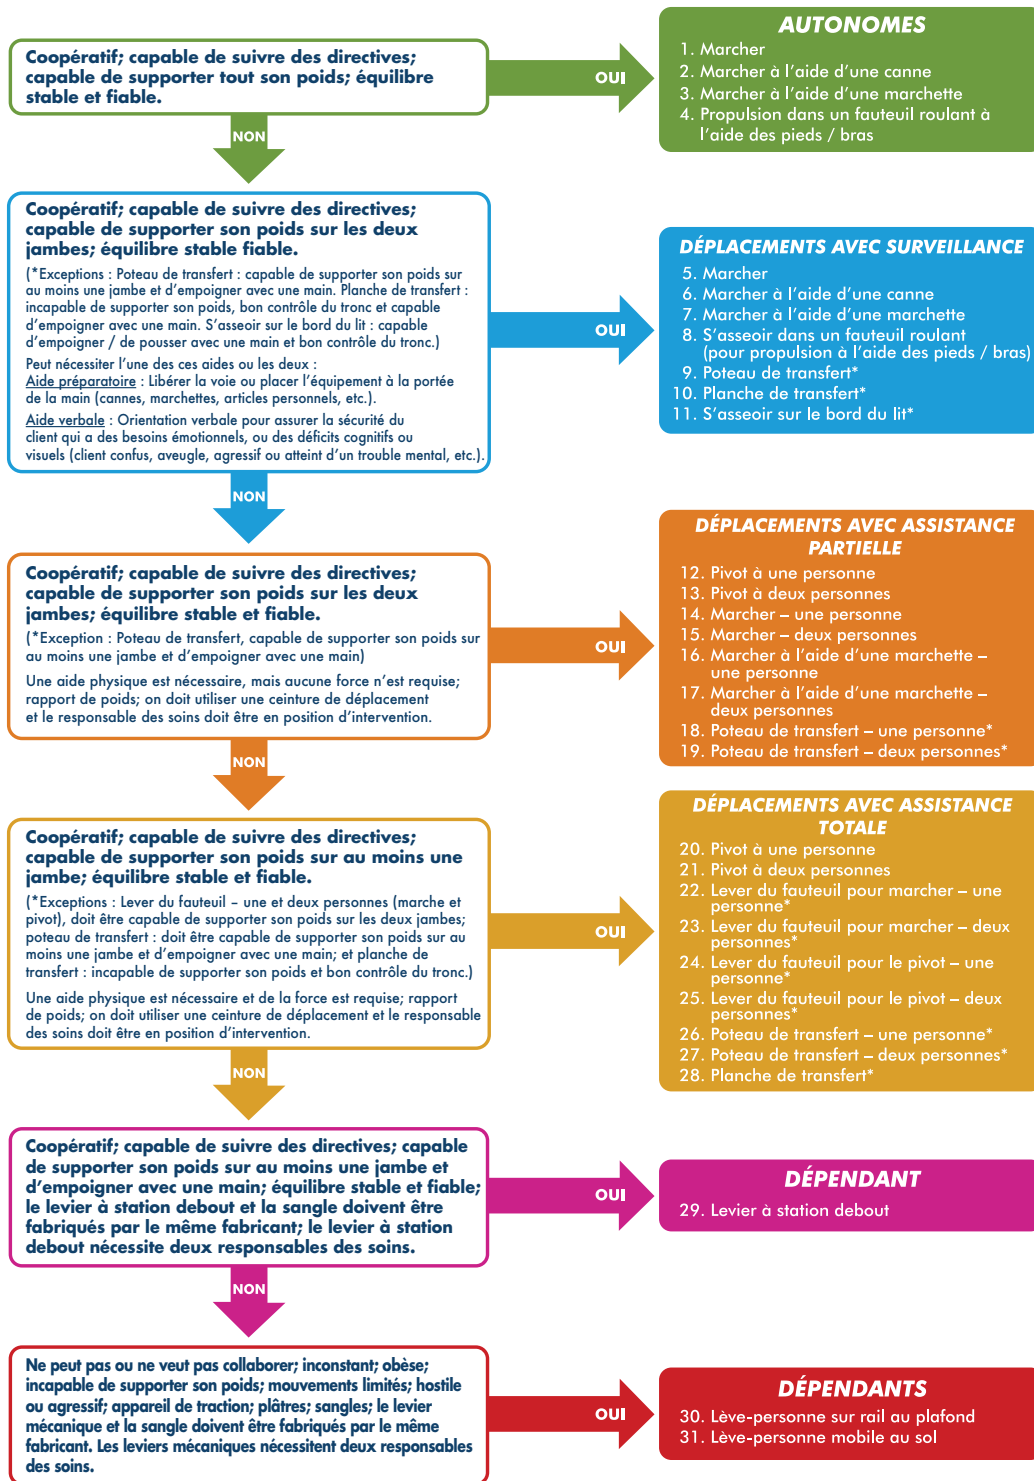 Coopératif; capable de suivre des directives;
capable de supporter tout son poids; équilibre
stable et fiable.
OUI
AUTONOMES
1. Marcher
2. Marcher à l'aide d'une canne
3. Marcher à l'aide d'une marchette
4. Propulsion dans un fauteuil roulant à
l'aide des pieds / bras
NON
Coopératif; capable de suivre des directives;
capable de supporter son poids sur les deux
jambes; équilibre stable fiable.
(*Exceptions : Poteau de transfert : capable de supporter son poids sur
au moins une jambe et d'empoigner avec une main. Planche de transfert :
incapable de supporter son poids, bon contrôle du tronc et capable
d'empoigner avec une main. S'asseoir sur le bord du lit : capable
d'empoigner / de pousser avec une main et bon contrôle du tronc.)
Peut nécessiter l'une des ces aides ou les deux :
Aide préparatoire : Libérer la voie ou placer l'équipement à la portée
de la main (cannes, marchettes, articles personnels, etc.).
Aide verbale : Orientation verbale pour assurer la sécurité du
client qui a des besoins émotionnels, ou des déficits cognitifs ou
visuels (client confus, aveugle, agressif ou atteint d'un trouble mental, etc.).
OUI
DÉPLACEMENTS AVEC SURVEILLANCE
5. Marcher
6. Marcher à l'aide d'une canne
7. Marcher à l'aide d'une marchette
8. S'asseoir dans un fauteuil roulant
(pour propulsion à l'aide des pieds / bras)
9. Poteau de transfert*
10. Planche de transfert*
11. S'asseoir sur le bord du lit*
NON
Coopératif; capable de suivre des directives;
capable de supporter son poids sur les deux
jambes; équilibre stable et fiable.
(*Exception : Poteau de transfert, capable de supporter son poids sur
au moins une jambe et d'empoigner avec une main)
Une aide physique est nécessaire, mais aucune force n'est requise;
rapport de poids; on doit utiliser une ceinture de déplacement
et le responsable des soins doit être en position d'intervention.
OUI
DÉPLACEMENTS AVEC ASSISTANCE
PARTIELLE
12. Pivot à une personne
13. Pivot à deux personnes
14. Marcher – une personne
15. Marcher – deux personnes
16. Marcher à l'aide d'une marchette –
une personne
17. Marcher à l'aide d'une marchette –
deux personnes
18. Poteau de transfert – une personne*
19. Poteau de transfert – deux personnes*
NON
Coopératif; capable de suivre des directives;
capable de supporter son poids sur au moins une
jambe; équilibre stable et fiable.
(*Exceptions : Lever du fauteuil – une et deux personnes (marche et
pivot), doit être capable de supporter son poids sur les deux jambes;
poteau de transfert : doit être capable de supporter son poids sur au
moins une jambe et d'empoigner avec une main; et planche de
transfert : incapable de supporter son poids et bon contrôle du tronc.)
Une aide physique est nécessaire et de la force est requise; rapport
de poids; on doit utiliser une ceinture de déplacement et le responsable
des soins doit être en position d'intervention.
OUI
DÉPLACEMENTS AVEC ASSISTANCE
TOTALE
20. Pivot à une personne
21. Pivot à deux personnes
22. Lever du fauteuil pour marcher – une
personne*
23. Lever du fauteuil pour marcher – deux
personnes*
24. Lever du fauteuil pour le pivot – une
personne*
25. Lever du fauteuil pour le pivot – deux
personnes*
26. Poteau de transfert – une personne*
27. Poteau de transfert – deux personnes*
28. Planche de transfert*
NON
Coopératif; capable de suivre des directives; capable
de supporter son poids sur au moins une jambe et
d'empoigner avec une main; équilibre stable et fiable;
le levier à station debout et la sangle doivent être
fabriqués par le même fabricant; le levier à station
debout nécessite deux responsables des soins.
OUI
DÉPENDANT
29. Levier à station debout
NON
Ne peut pas ou ne veut pas collaborer; inconstant; obèse;
incapable de supporter son poids; mouvements limités; hostile
ou agressif; appareil de traction; plâtres; sangles; le levier
mécanique et la sangle doivent être fabriqués par le même
fabricant. Les leviers mécaniques nécessitent deux responsables
des soins.
OUI
DÉPENDANTS
30. Lève-personne sur rail au plafond
31. Lève-personne mobile au sol